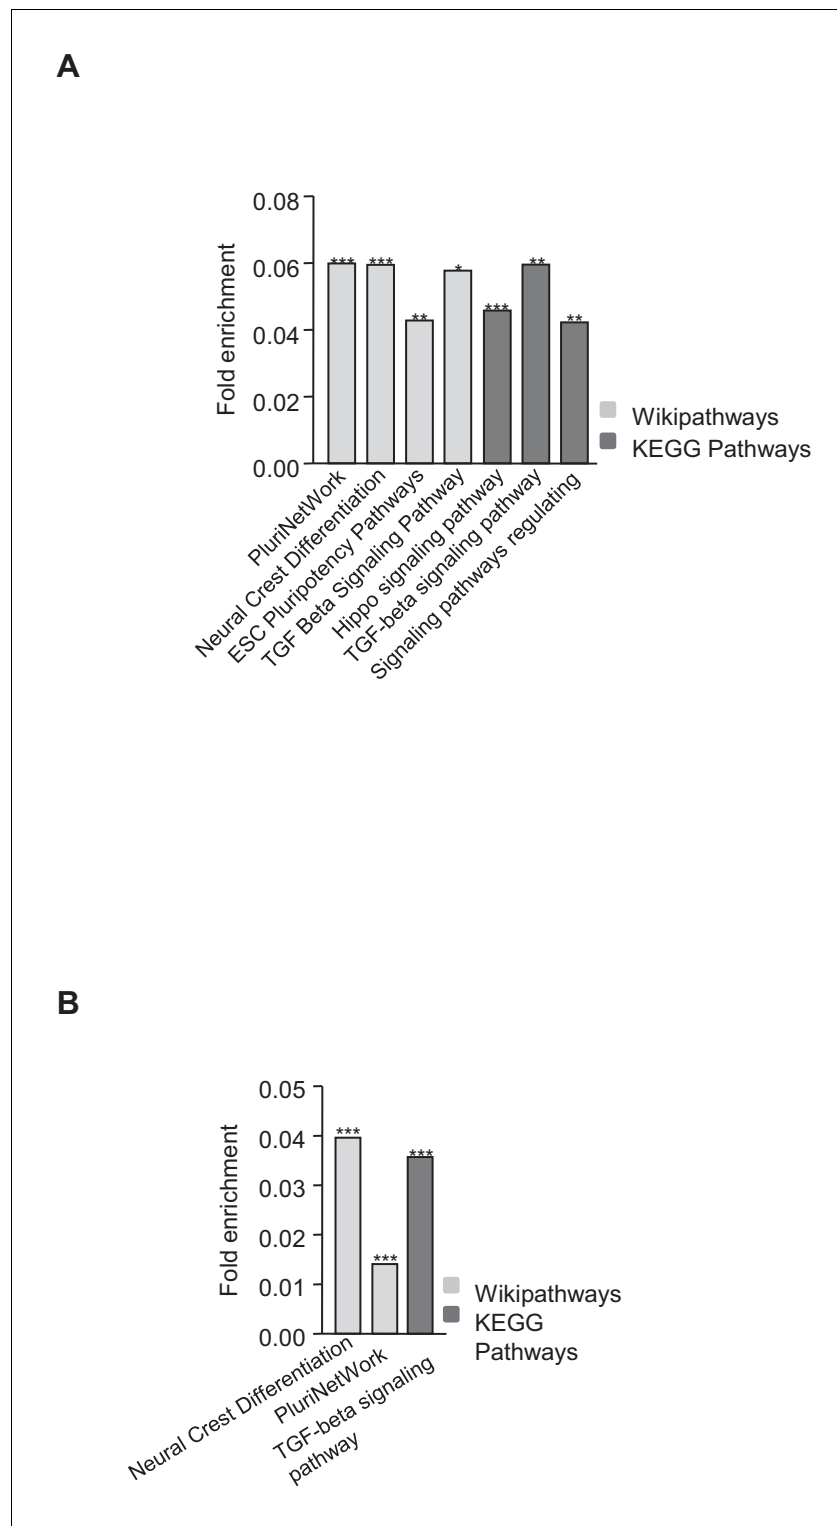 A
0.08
0.06
0.04
0.02
0.00
Fold enrichment
***
***
**
*
***
**
**
PluriNetWork
Neural Crest Differentiation
ESC Pluripotency Pathways
TGF Beta Signaling Pathway
Hippo signaling pathway
TGF-beta signaling pathway
Signaling pathways regulating
Wikipathways
KEGG Pathways
B
0.05
0.04
0.03
0.02
0.01
0.00
Fold enrichment
***
***
***
Neural Crest Differentiation
PluriNetWork
TGF-beta signaling
pathway
Wikipathways
KEGG
Pathways